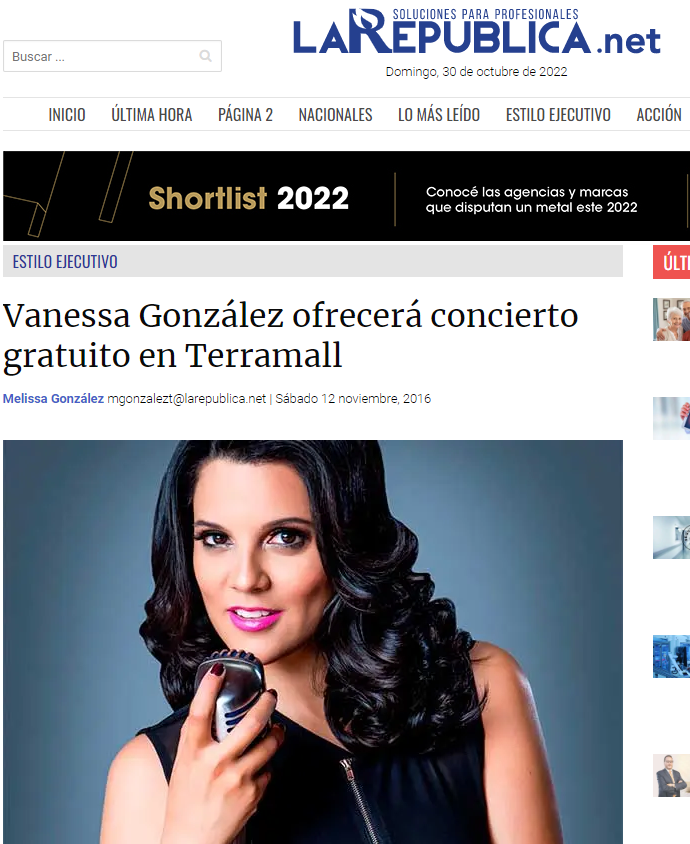 SOLUCIONES PARA PROFESIONALES
LAREPUBLICA.net
Buscar ...
Domingo, 30 de octubre de 2022
INICIO ÚLTIMA HORA PÁGINA 2 NACIONALES LO MÁS LEÍDO ESTILO EJECUTIVO ACCIÓN
Shortlist 2022
Conocé las agencias y marcas
que disputan un metal este 2022
ESTILO EJECUTIVO
ÚLTI
Vanessa González ofrecerá concierto
gratuito en Terramall
Melissa González mgonzalezt@larepublica.net | Sábado 12 noviembre, 2016